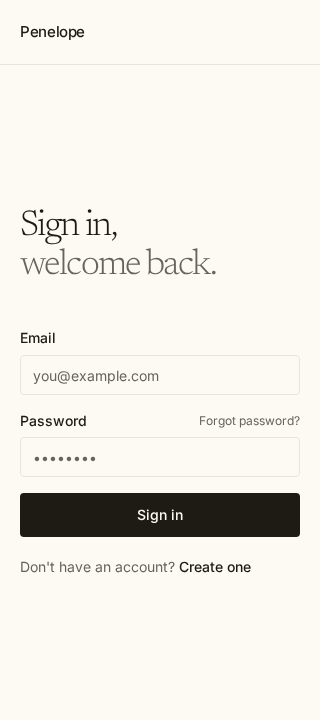 Penelope
Sign in,
welcome back.
Email
you@example.com
Password Forgot password?
••••••••
Sign in
Don't have an account? Create one